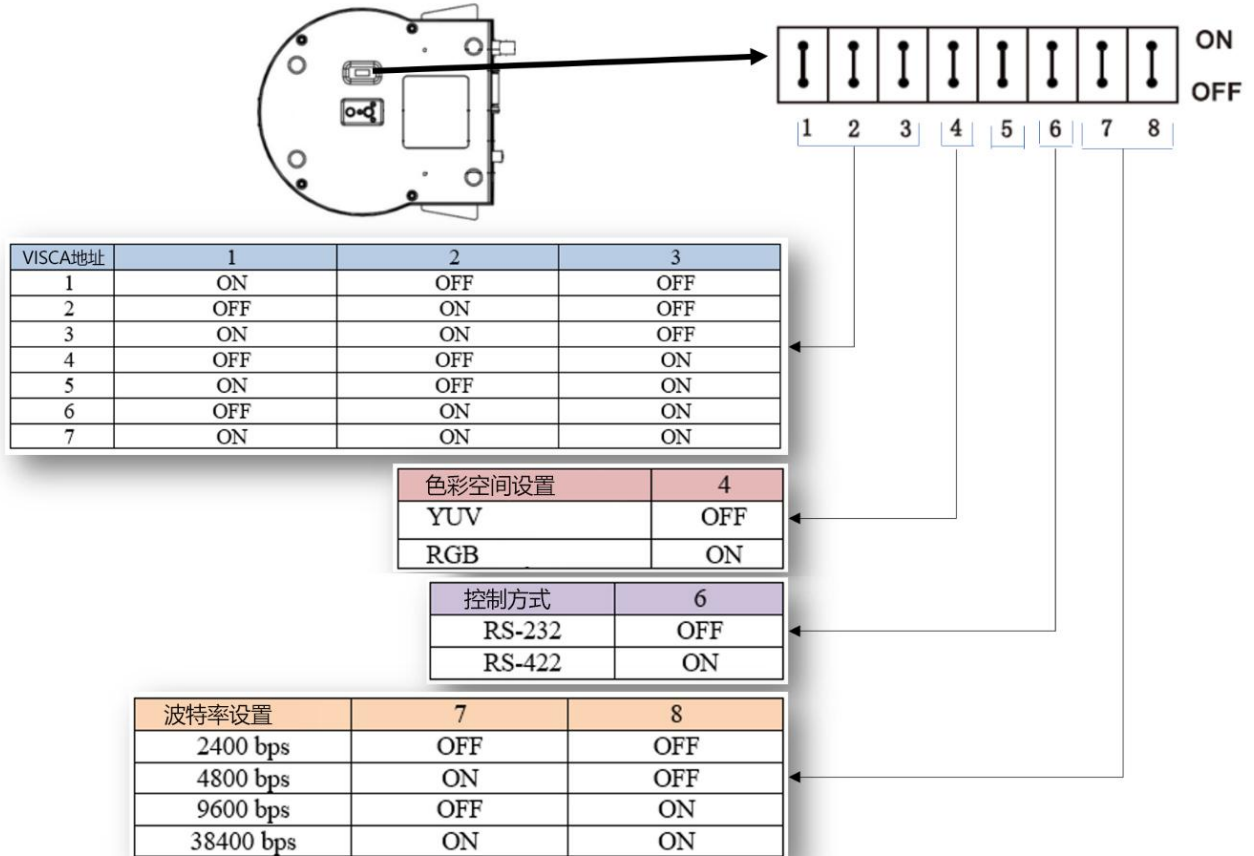 ON
OFF
1 2 3 4 5 6 7 8
VISCA地址 1 2 3
1 ON OFF OFF
2 OFF ON OFF
3 ON ON OFF
4 OFF OFF ON
5 ON OFF ON
6 OFF ON ON
7 ON ON ON
色彩空间设置 4
YUV OFF
RGB ON
控制方式 6
RS-232 OFF
RS-422 ON
波特率设置 7 8
2400 bps OFF OFF
4800 bps ON OFF
9600 bps OFF ON
38400 bps ON ON